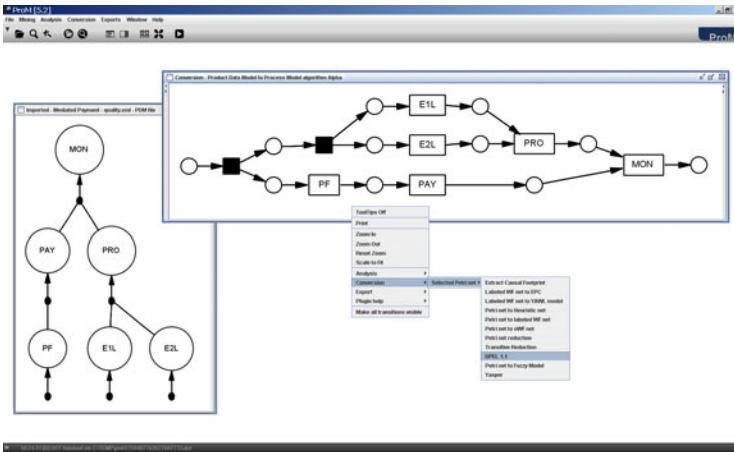 ProM [5.2]
File Mining Analysis Conversion Exports Window Help
ProM
Conversion - Product Data Model to Process Model algorithm Alpha
Imported - Mediated Payment - quality.xml - PDM file
E1L
E2L
PRO
MON
PF
PAY
MON
PAY
PRO
PF
E1L
E2L
ToolTips Off
Print
Zoom In
Zoom Out
Reset Zoom
Scale to Fit
Analysis
Conversion
Export
Plugin help
Make all transitions visible
Selected Petri net
Extract Causal Footprint
Labeled WF net to EPC
Labeled WF net to YAWL model
Petri net to Heuristic net
Petri net to labeled WF net
Petri net to oWF net
Petri net reduction
Transitive Reduction
BPEL 1.1
Petri net to Fuzzy Model
Yasper